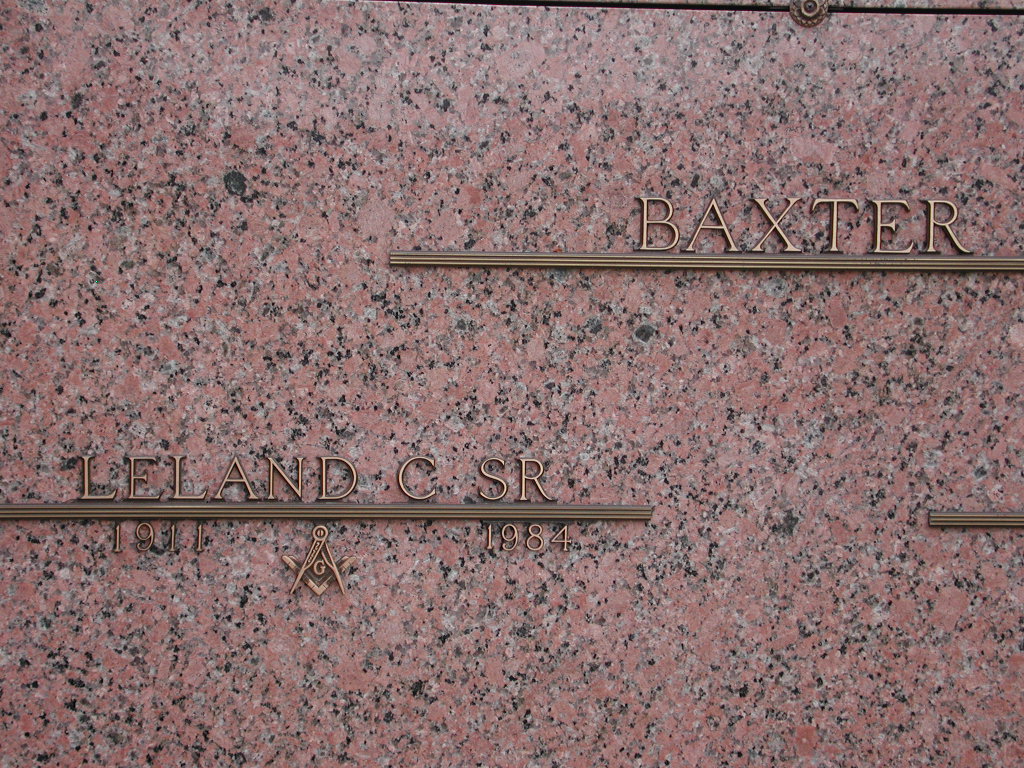 BAXTER
LELAND C SR
1911 1984
G